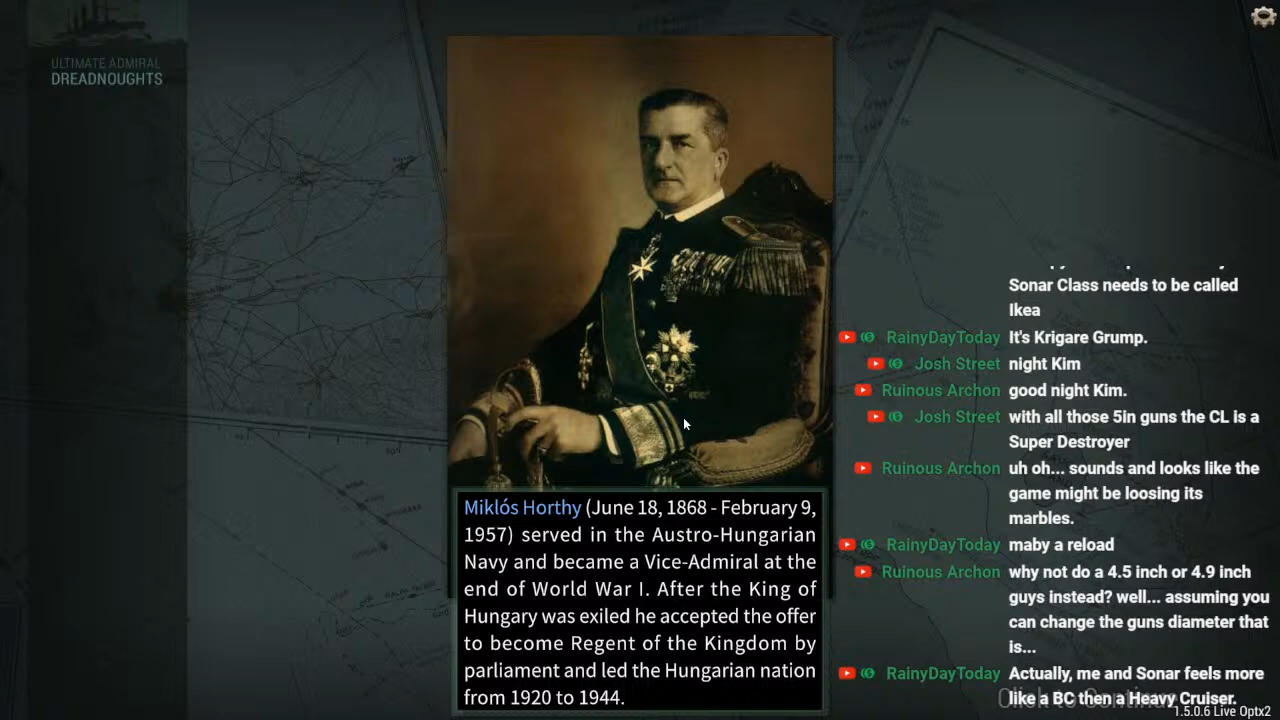 ULTIMATE ADMIRAL
DREADNOUGHTS
Miklós Horthy (June 18, 1868 - February 9,
1957) served in the Austro-Hungarian
Navy and became a Vice-Admiral at the
end of World War I. After the King of
Hungary was exiled he accepted the offer
to become Regent of the Kingdom by
parliament and led the Hungarian nation
from 1920 to 1944.
Sonar Class needs to be called
Ikea
RainyDayToday It's Krigare Grump.
Josh Street night Kim
Ruinous Archon good night Kim.
Josh Street with all those 5in guns the CL is a
Super Destroyer
Ruinous Archon uh oh... sounds and looks like the
game might be loosing its
marbles.
RainyDayToday maby a reload
Ruinous Archon why not do a 4.5 inch or 4.9 inch
guys instead? well... assuming you
can change the guns diameter that
is...
RainyDayToday Actually, me and Sonar feels more
like a BC then a Heavy Cruiser.
Click to Continue
1.5.0.6 Live Optx2